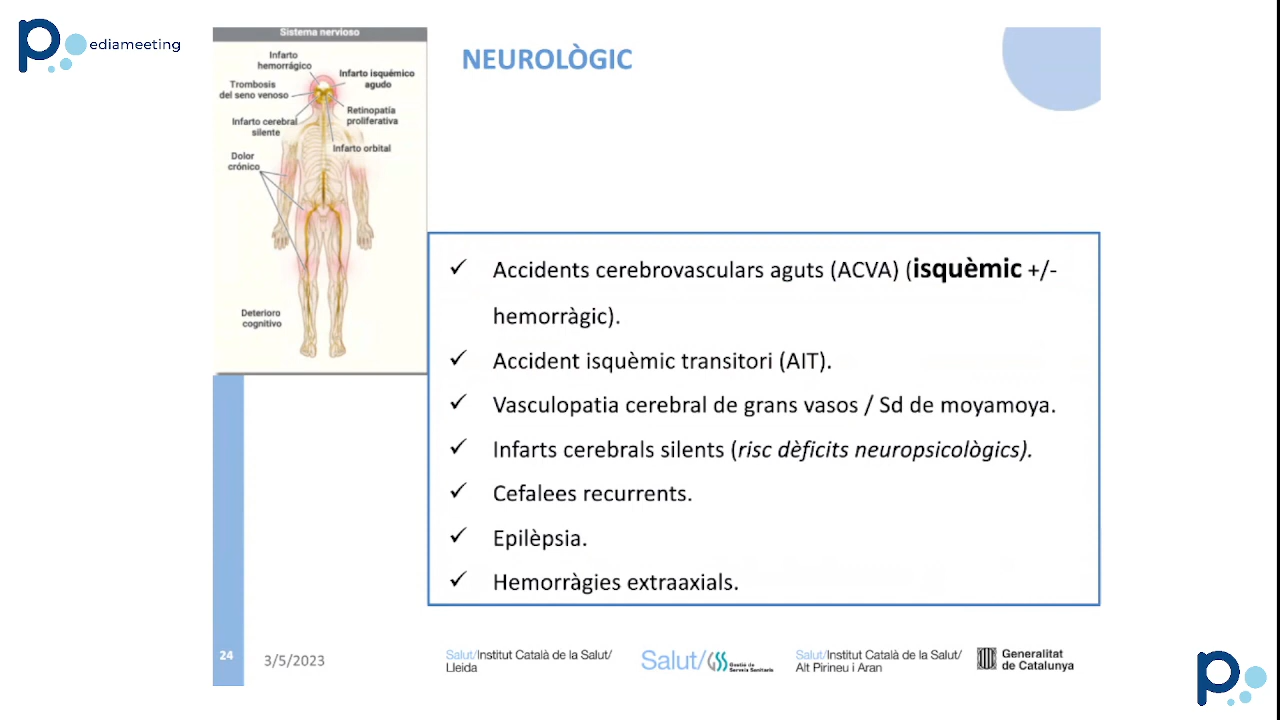 ediameeting
Sistema nervioso
Infarto
hemorrágico
Infarto isquémico
agudo
Trombosis
del seno venoso
Retinopatía
proliferativa
Infarto cerebral
silente
Infarto orbital
Dolor
crónico
Deterioro
cognitivo
NEUROLÒGIC
✓ Accidents cerebrovasculars aguts (ACVA) (isquèmic +/-
hemorràgic).
✓ Accident isquèmic transitori (AIT).
✓ Vasculopatia cerebral de grans vasos / Sd de moyamoya.
✓ Infarts cerebrals silents (risc dèficits neuropsicològics).
✓ Cefalees recurrents.
✓ Epilèpsia.
✓ Hemorràgies extraaxials.
24
3/5/2023
Salut/Institut Català de la Salut/
Lleida
Salut/ Gestió de
Serveis Sanitaris
Salut/Institut Català de la Salut/
Alt Pirineu i Aran
Generalitat
de Catalunya